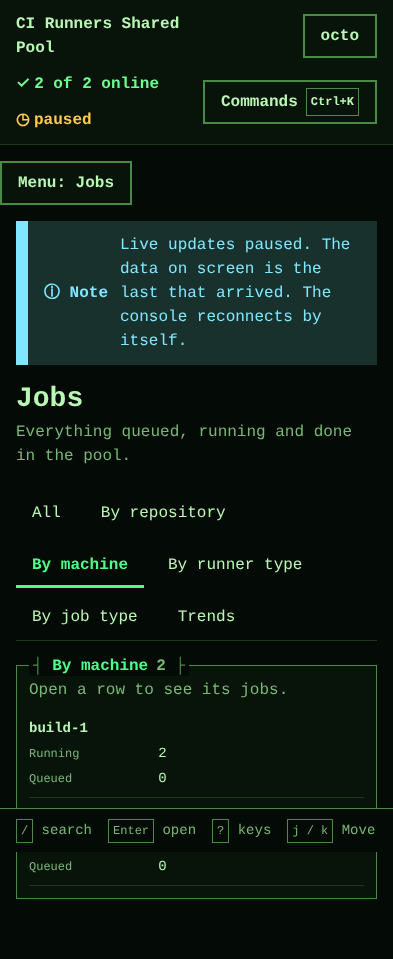 CI Runners Shared
Pool
octo
2 of 2 online
Commands Ctrl+K
paused
Menu: Jobs
Note
Live updates paused. The
data on screen is the
last that arrived. The
console reconnects by
itself.
Jobs
Everything queued, running and done
in the pool.
All By repository
By machine By runner type
By job type Trends
By machine 2
Open a row to see its jobs.
build-1
Running 2
Queued 0
/ search Enter open ? keys j / k Move
Queued 0